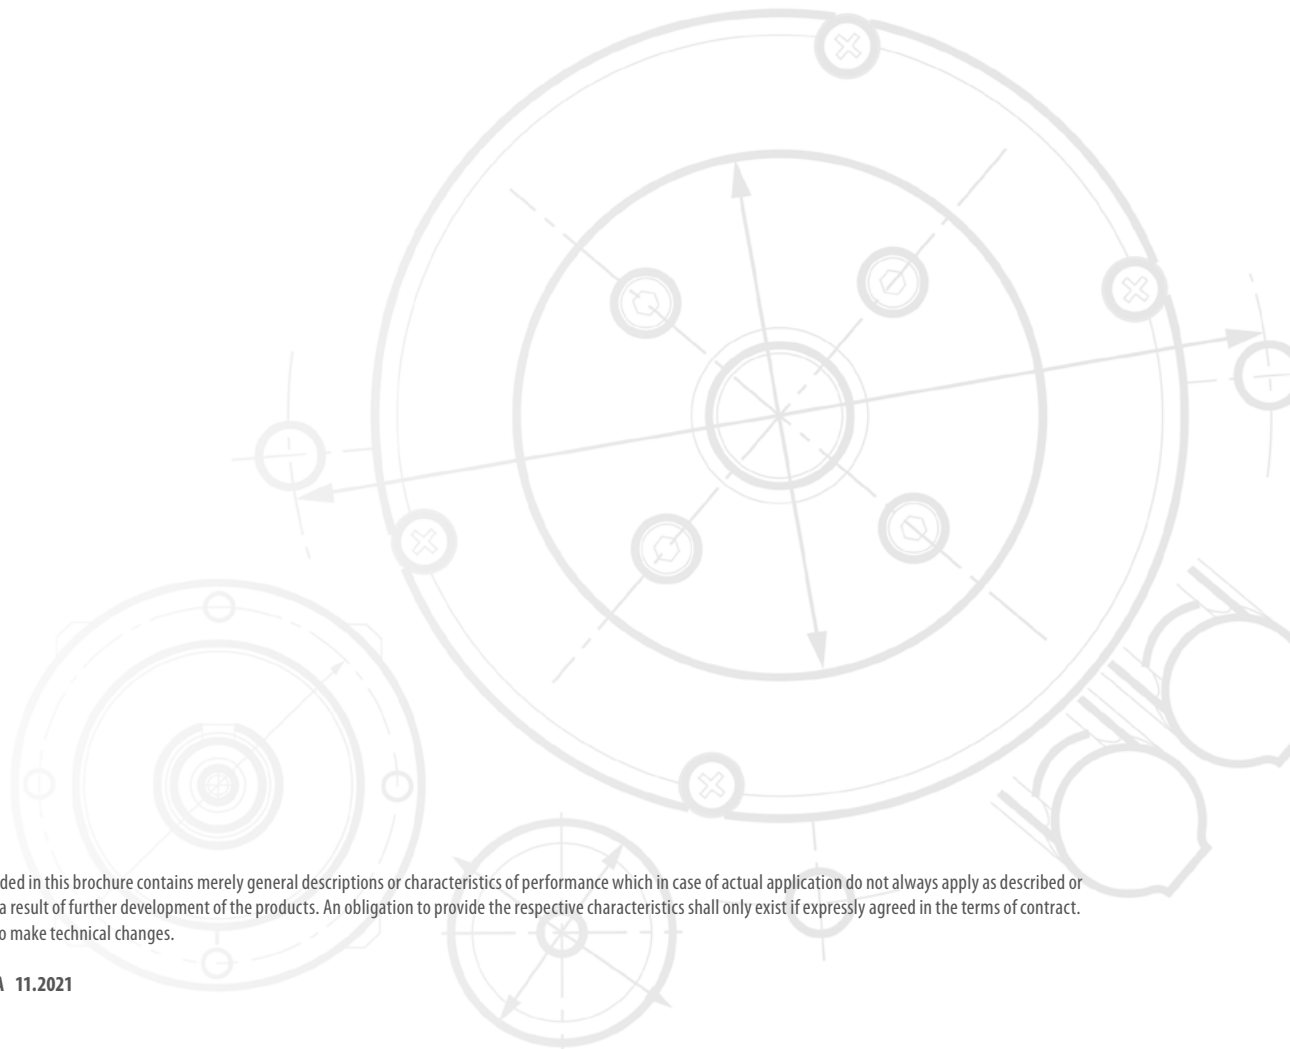 ded in this brochure contains merely general descriptions or characteristics of performance which in case of actual application do not always apply as described or
a result of further development of the products. An obligation to provide the respective characteristics shall only exist if expressly agreed in the terms of contract.
o make technical changes.
A 11.2021